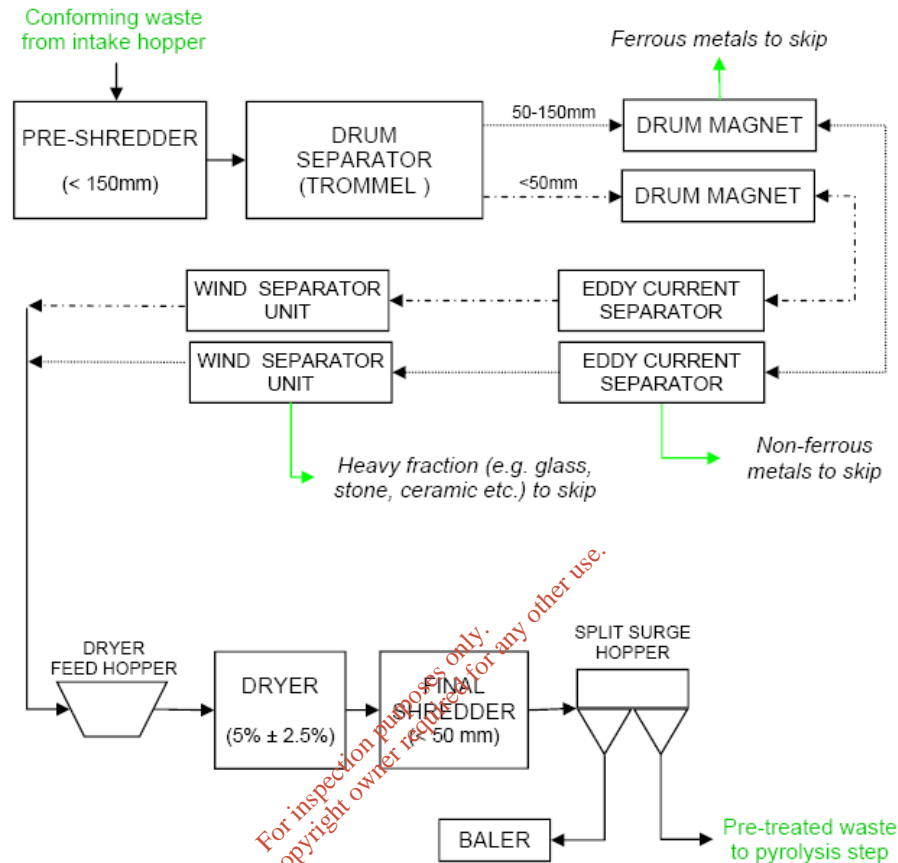 Conforming waste
from intake hopper
Ferrous metals to skip
PRE-SHREDDER
(< 150mm)
DRUM
SEPARATOR
(TROMMEL )
50-150mm
DRUM MAGNET
<50mm
DRUM MAGNET
WIND SEPARATOR
UNIT
EDDY CURRENT
SEPARATOR
WIND SEPARATOR
UNIT
EDDY CURRENT
SEPARATOR
Heavy fraction (e.g. glass,
stone, ceramic etc.) to skip
Non-ferrous
metals to skip
For inspection purposes only.
copyright owner required for any other use.
DRYER
FEED HOPPER
DRYER
(5% ± 2.5%)
FINAL
SHREDDER
(< 50 mm)
SPLIT SURGE
HOPPER
BALER
Pre-treated waste
to pyrolysis step